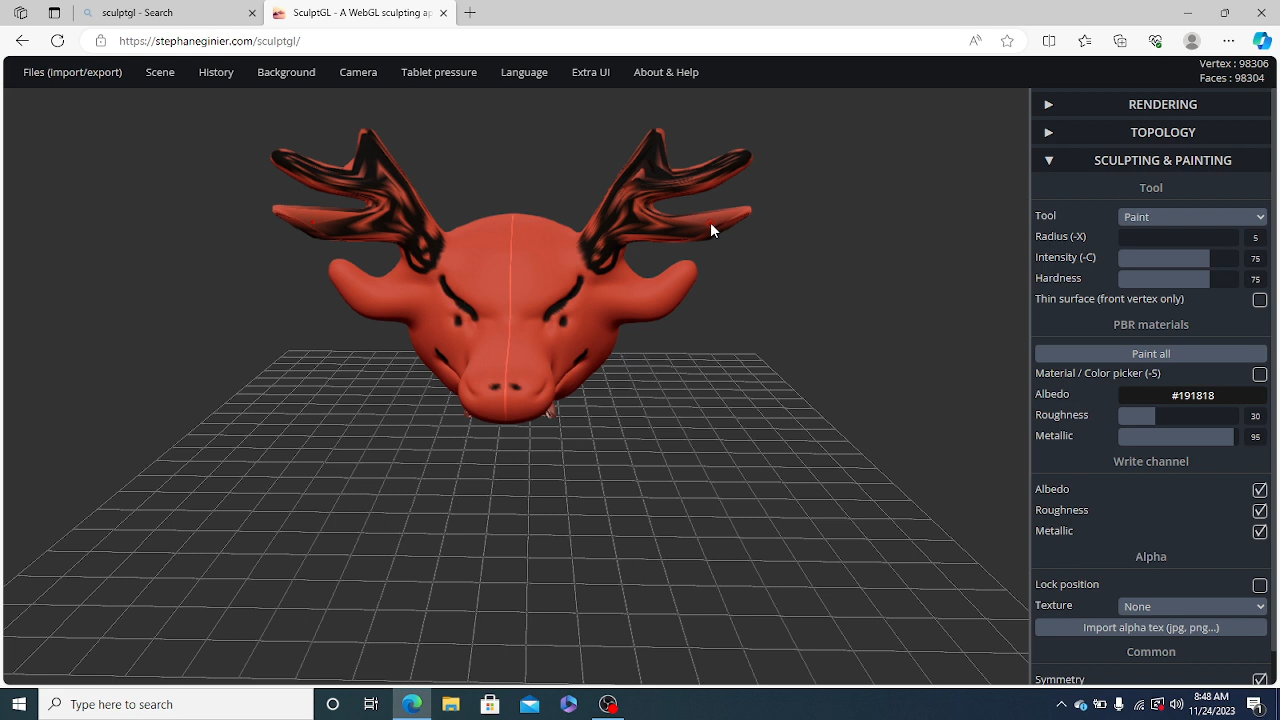 sculptgl - Search
SculptGL - A WebGL sculpting ap
https://stephaneginier.com/sculptgl/
Files (import/export) Scene History Background Camera Tablet pressure Language Extra UI About & Help
Vertex : 98306
Faces : 98304
RENDERING
TOPOLOGY
SCULPTING & PAINTING
Tool
Tool Paint
Radius (-X) 5
Intensity (-C) 75
Hardness 75
Thin surface (front vertex only)
PBR materials
Paint all
Material / Color picker (-S)
Albedo #191818
Roughness 30
Metallic 95
Write channel
Albedo
Roughness
Metallic
Alpha
Lock position
Texture None
Import alpha tex (jpg, png...)
Common
Symmetry
Type here to search
8:48 AM
11/24/2023